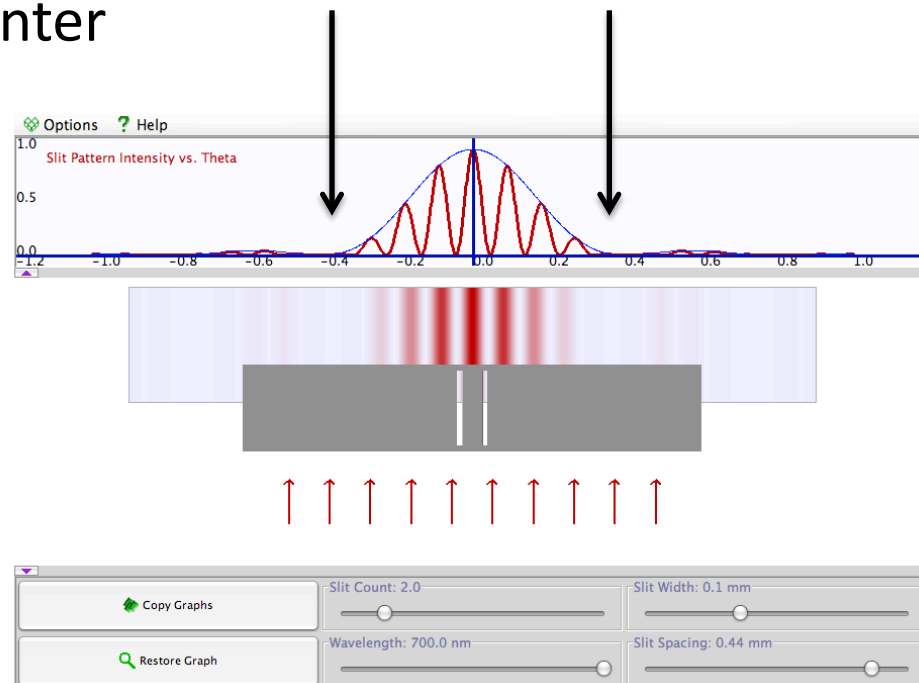 nter
Options ? Help
1.0
Slit Pattern Intensity vs. Theta
0.5
0.0
-1.2 -1.0 -0.8 -0.6 -0.4 -0.2 0.0 0.2 0.4 0.6 0.8 1.0
Slit Count: 2.0 Slit Width: 0.1 mm
Copy Graphs
Wavelength: 700.0 nm Slit Spacing: 0.44 mm
Restore Graph